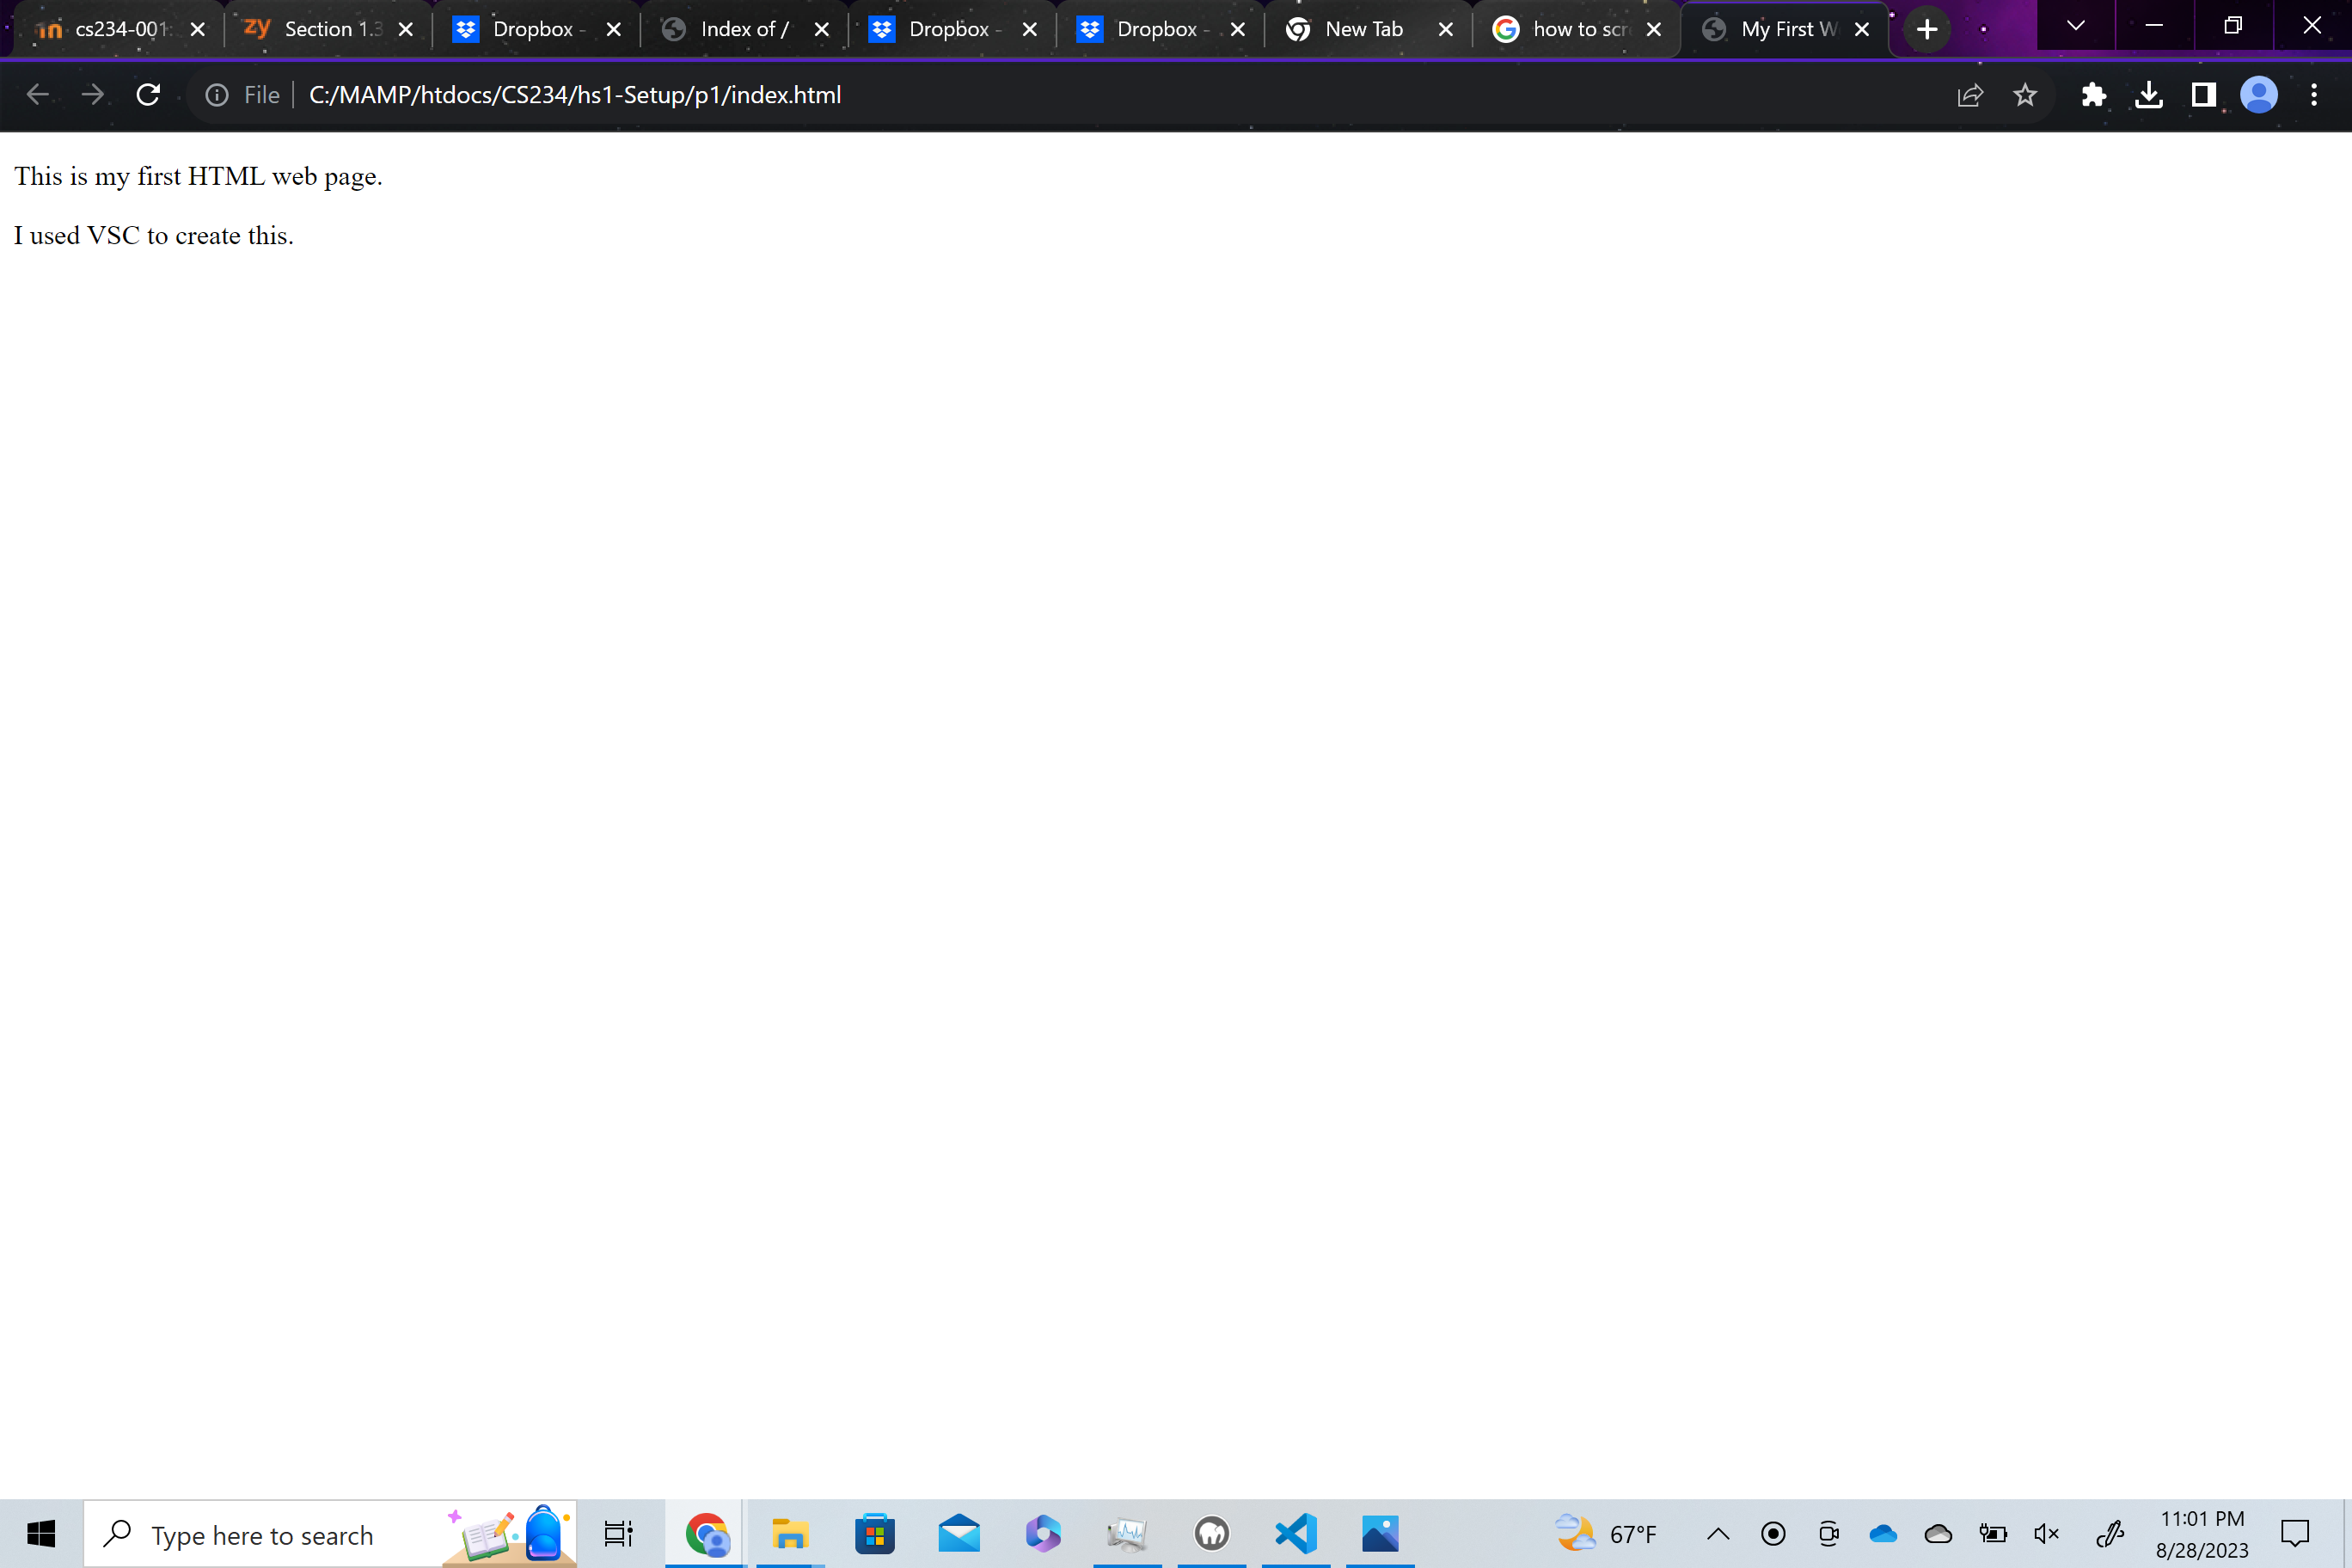 cs234-001:
zy Section 1.3
Dropbox -
Index of /
Dropbox -
Dropbox -
New Tab
how to scr
My First W
File C:/MAMP/htdocs/CS234/hs1-Setup/p1/index.html
This is my first HTML web page.
I used VSC to create this.
Type here to search
67°F
11:01 PM
8/28/2023